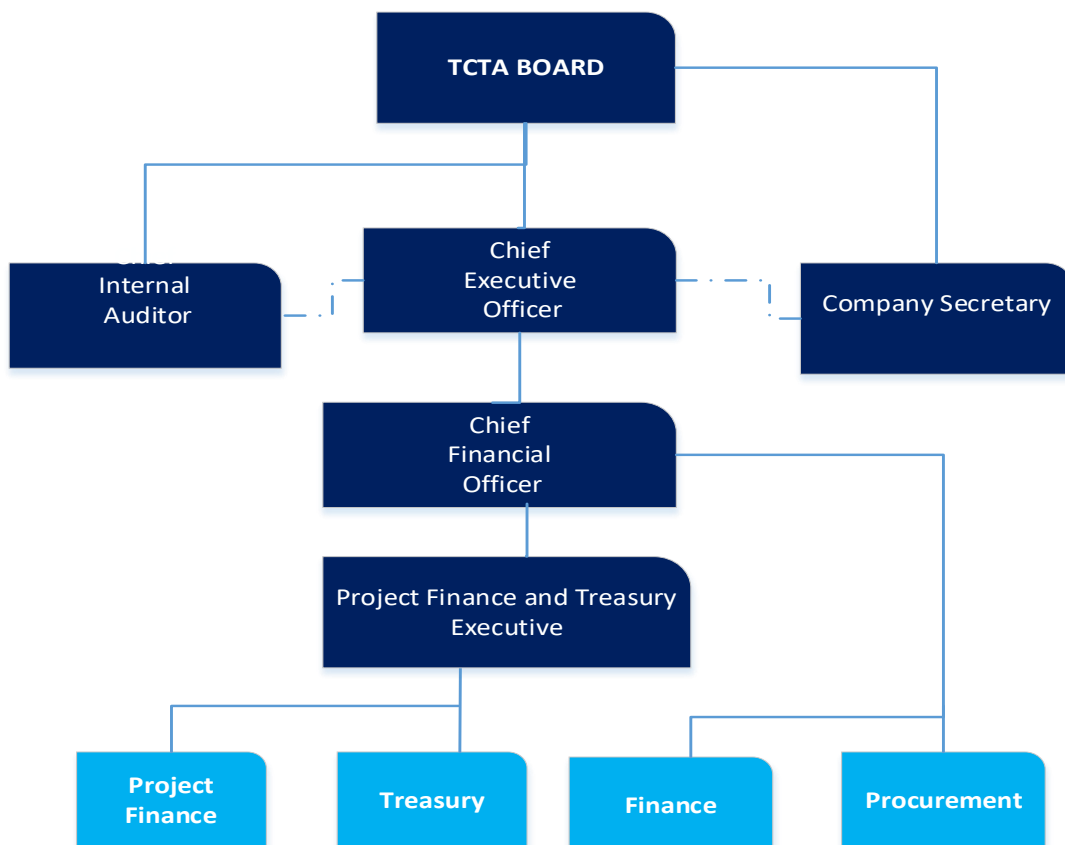 TCTA BOARD
Chief
Executive
Officer
Internal
Auditor
Company Secretary
Chief
Financial
Officer
Project Finance and Treasury
Executive
Project
Finance
Treasury
Finance
Procurement